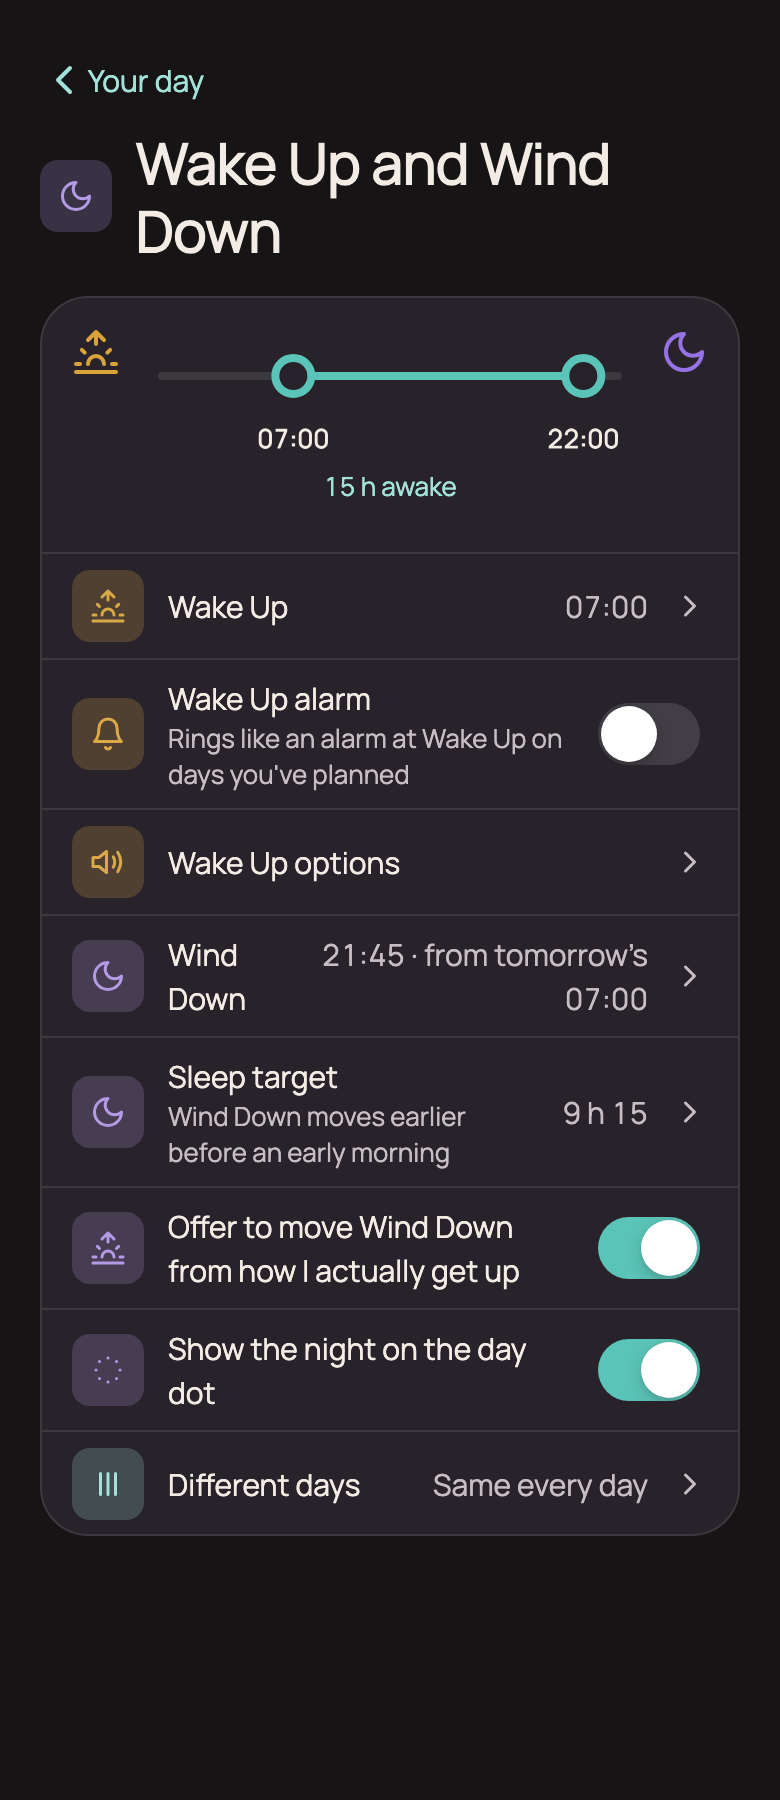 Your day
Wake Up and Wind
Down
07:00 22:00
15 h awake
Wake Up 07:00
Wake Up alarm
Rings like an alarm at Wake Up on
days you've planned
Wake Up options
Wind 21:45 · from tomorrow’s
Down 07:00
Sleep target
Wind Down moves earlier
before an early morning
9 h 15
Offer to move Wind Down
from how I actually get up
Show the night on the day
dot
Different days Same every day